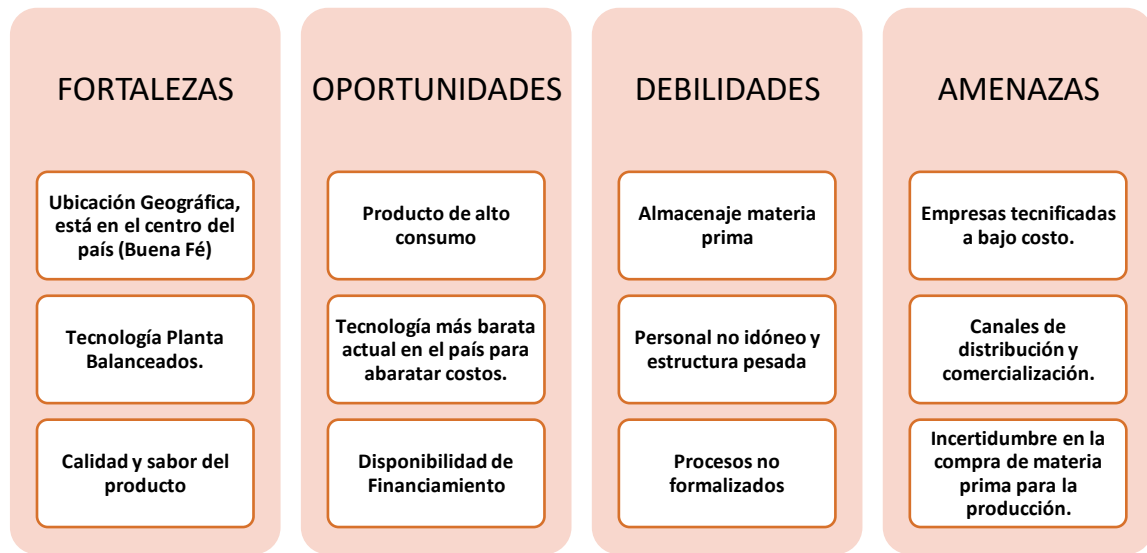 FORTALEZAS
Ubicación Geográfica,
está en el centro del
país (Buena Fé)
Tecnología Planta
Balanceados.
Calidad y sabor del
producto
OPORTUNIDADES
Producto de alto
consumo
Tecnología más barata
actual en el país para
abaratar costos.
Disponibilidad de
Financiamiento
DEBILIDADES
Almacenaje materia
prima
Personal no idóneo y
estructura pesada
Procesos no
formalizados
AMENAZAS
Empresas tecnificadas
a bajo costo.
Canales de
distribución y
comercialización.
Incertidumbre en la
compra de materia
prima para la
producción.